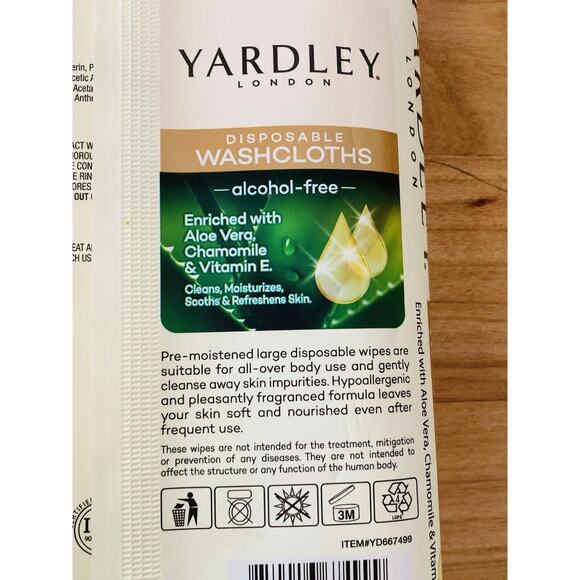 YARDLEY
LONDON
DISPOSABLE
WASHCLOTHS
alcohol-free
Enriched with
Aloe Vera,
Chamomile
& Vitamin E.
Cleans, Moisturizes,
Sooths & Refreshens Skin.
Pre-moistened large disposable wipes are
suitable for all-over body use and gently
cleanse away skin impurities. Hypoallergenic
and pleasantly fragranced formula leaves
your skin soft and nourished even after
frequent use.
These wipes are not intended for the treatment, mitigation
or prevention of any diseases. They are not intended to
affect the structure or any function of the human body.
3M
4
LDPE
ITEM#YD667499
LONDON
Enriched with Aloe Vera, Chamomile & Vitam